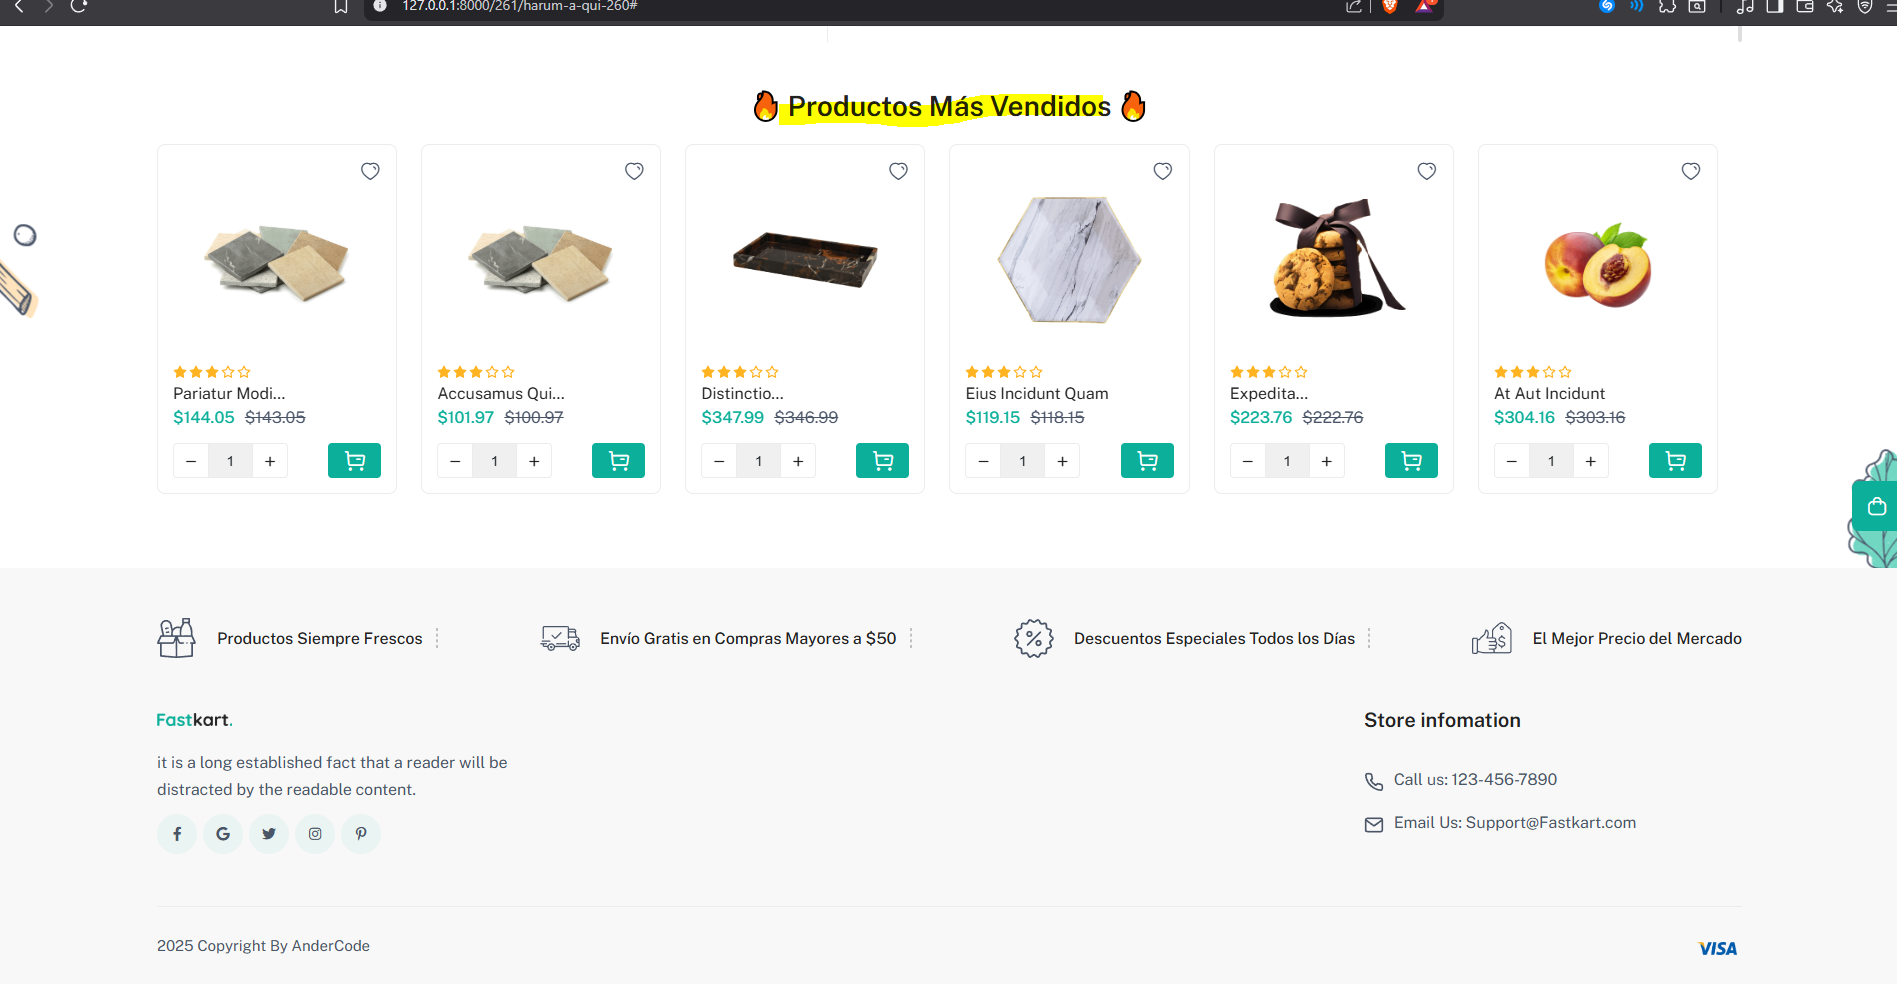 127.0.0.1:8000/261/harum-a-qui-260#
🔥 Productos Más Vendidos 🔥
Pariatur Modi...
$144.05 $143.05
− 1 +
Accusamus Qui...
$101.97 $100.97
− 1 +
Distinctio...
$347.99 $346.99
− 1 +
Eius Incidunt Quam
$119.15 $118.15
− 1 +
Expedita...
$223.76 $222.76
− 1 +
At Aut Incidunt
$304.16 $303.16
− 1 +
Productos Siempre Frescos
Envío Gratis en Compras Mayores a $50
Descuentos Especiales Todos los Días
El Mejor Precio del Mercado
Fastkart.
it is a long established fact that a reader will be
distracted by the readable content.
Store infomation
Call us: 123-456-7890
Email Us: Support@Fastkart.com
2025 Copyright By AnderCode
VISA